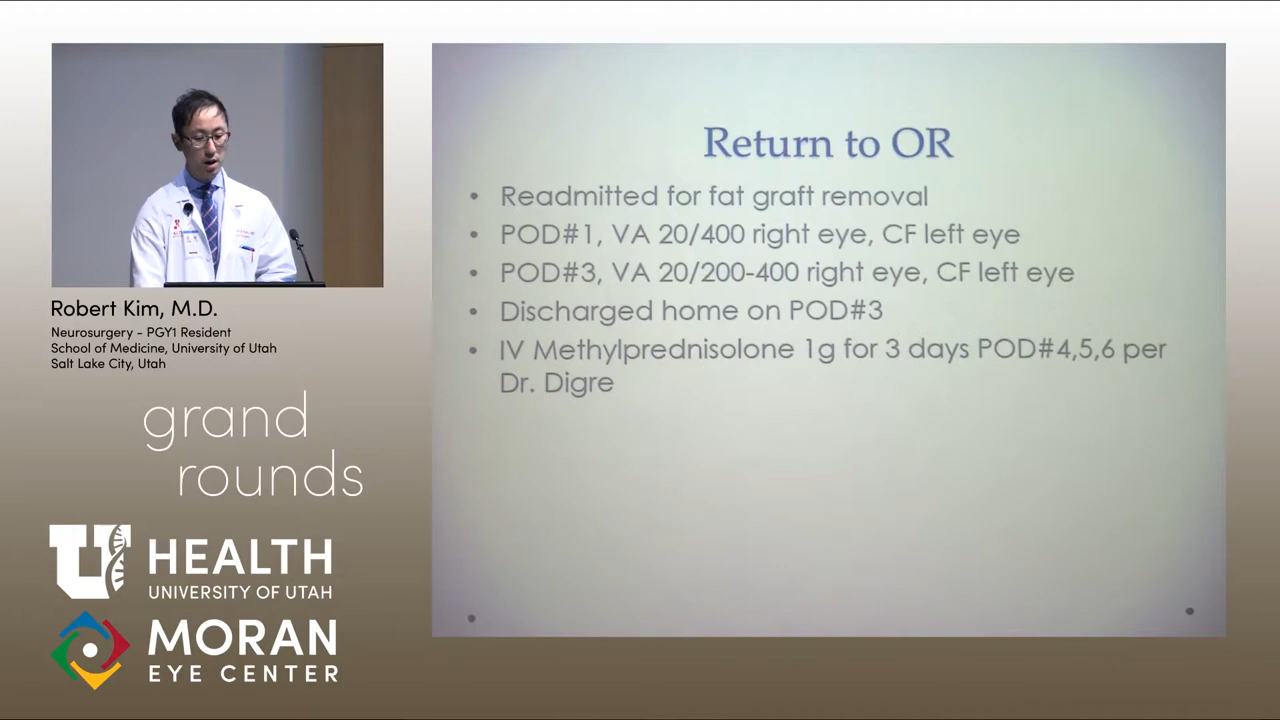 Return to OR
• Readmitted for fat graft removal
• POD#1, VA 20/400 right eye, CF left eye
• POD#3, VA 20/200-400 right eye, CF left eye
• Discharged home on POD#3
• IV Methylprednisolone 1g for 3 days POD#4,5,6 per
Dr. Digre
Robert Kim, M.D.
Neurosurgery - PGY1 Resident
School of Medicine, University of Utah
Salt Lake City, Utah
grand
rounds
U HEALTH
UNIVERSITY OF UTAH
MORAN
EYE CENTER